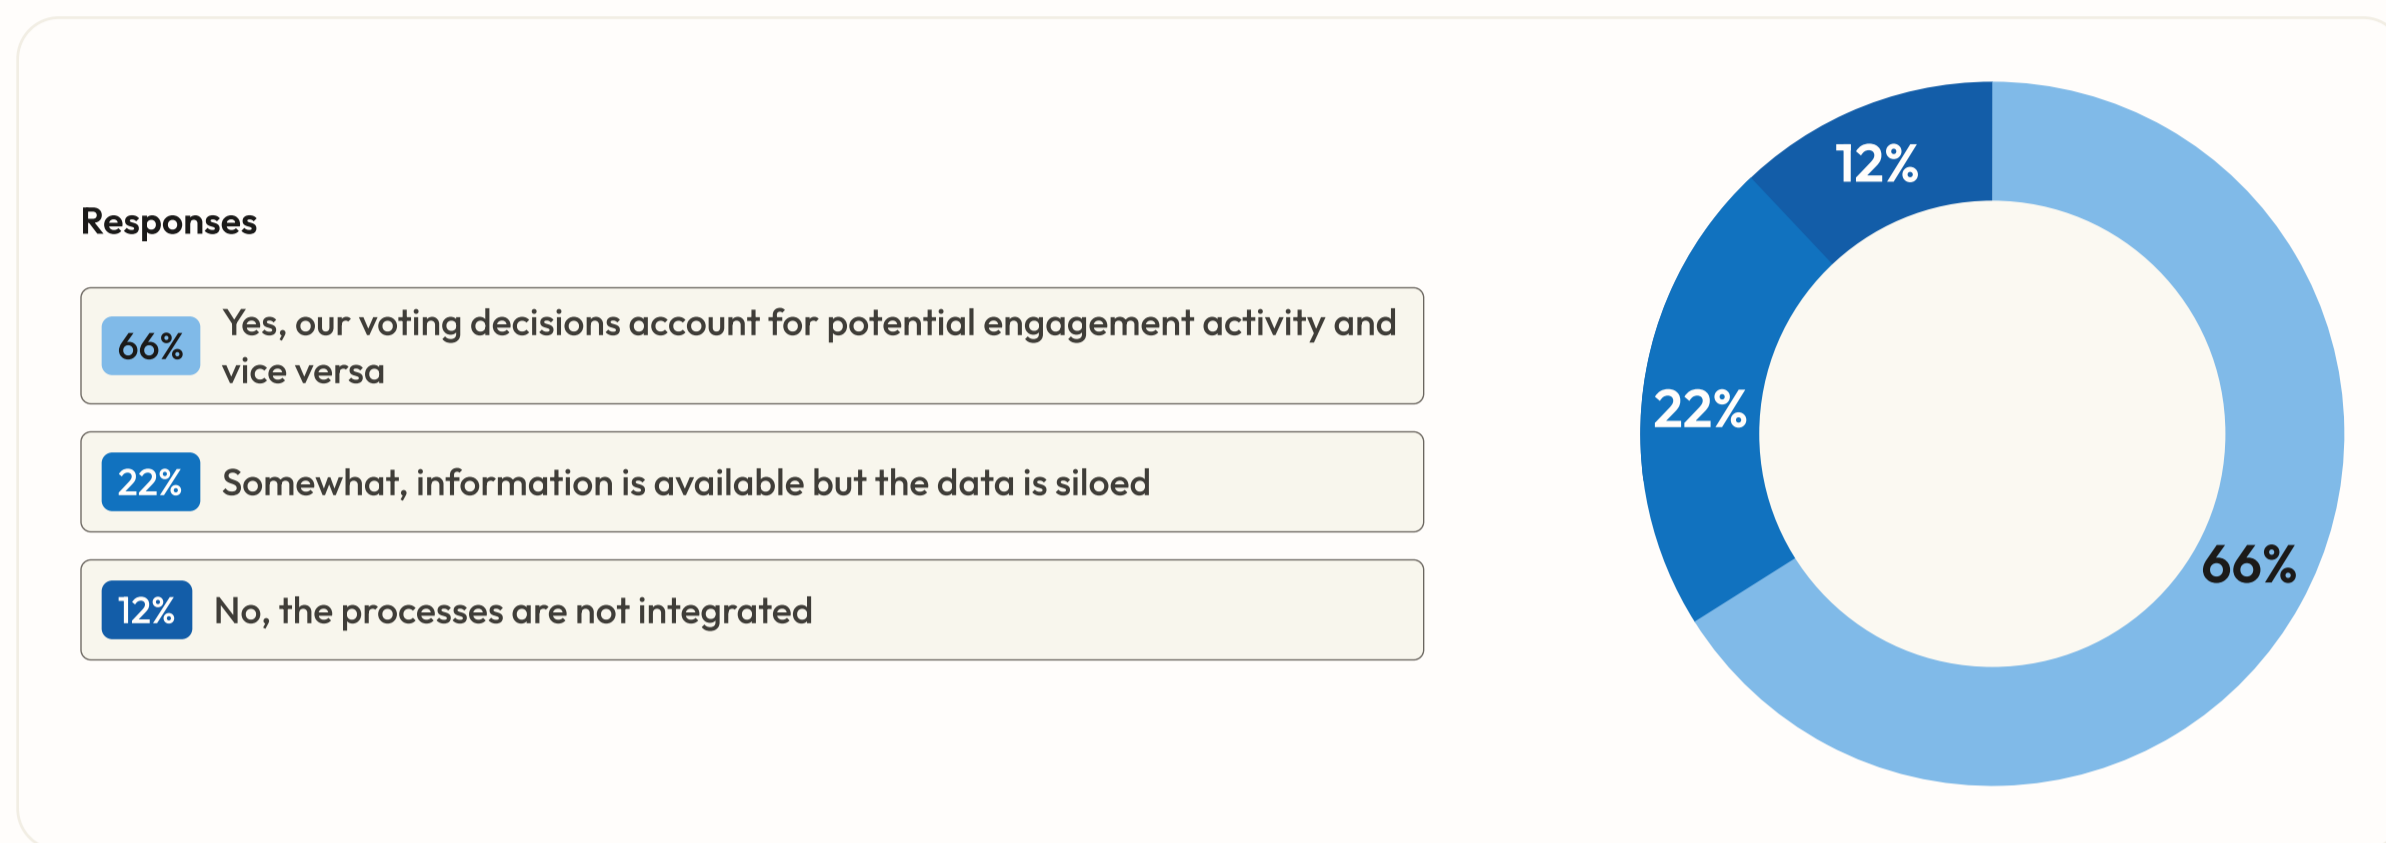 Responses
66%
Yes, our voting decisions account for potential engagement activity and
vice versa
22%
Somewhat, information is available but the data is siloed
12%
No, the processes are not integrated
12%
22%
66%